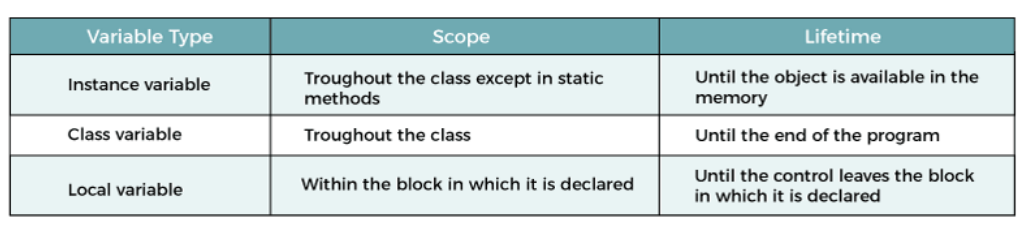 Variable Type Scope Lifetime
Instance variable
Troughout the class except in static
methods
Until the object is available in the
memory
Class variable Troughout the class Until the end of the program
Local variable
Within the block in which it is declared
Until the control leaves the block
in which it is declared